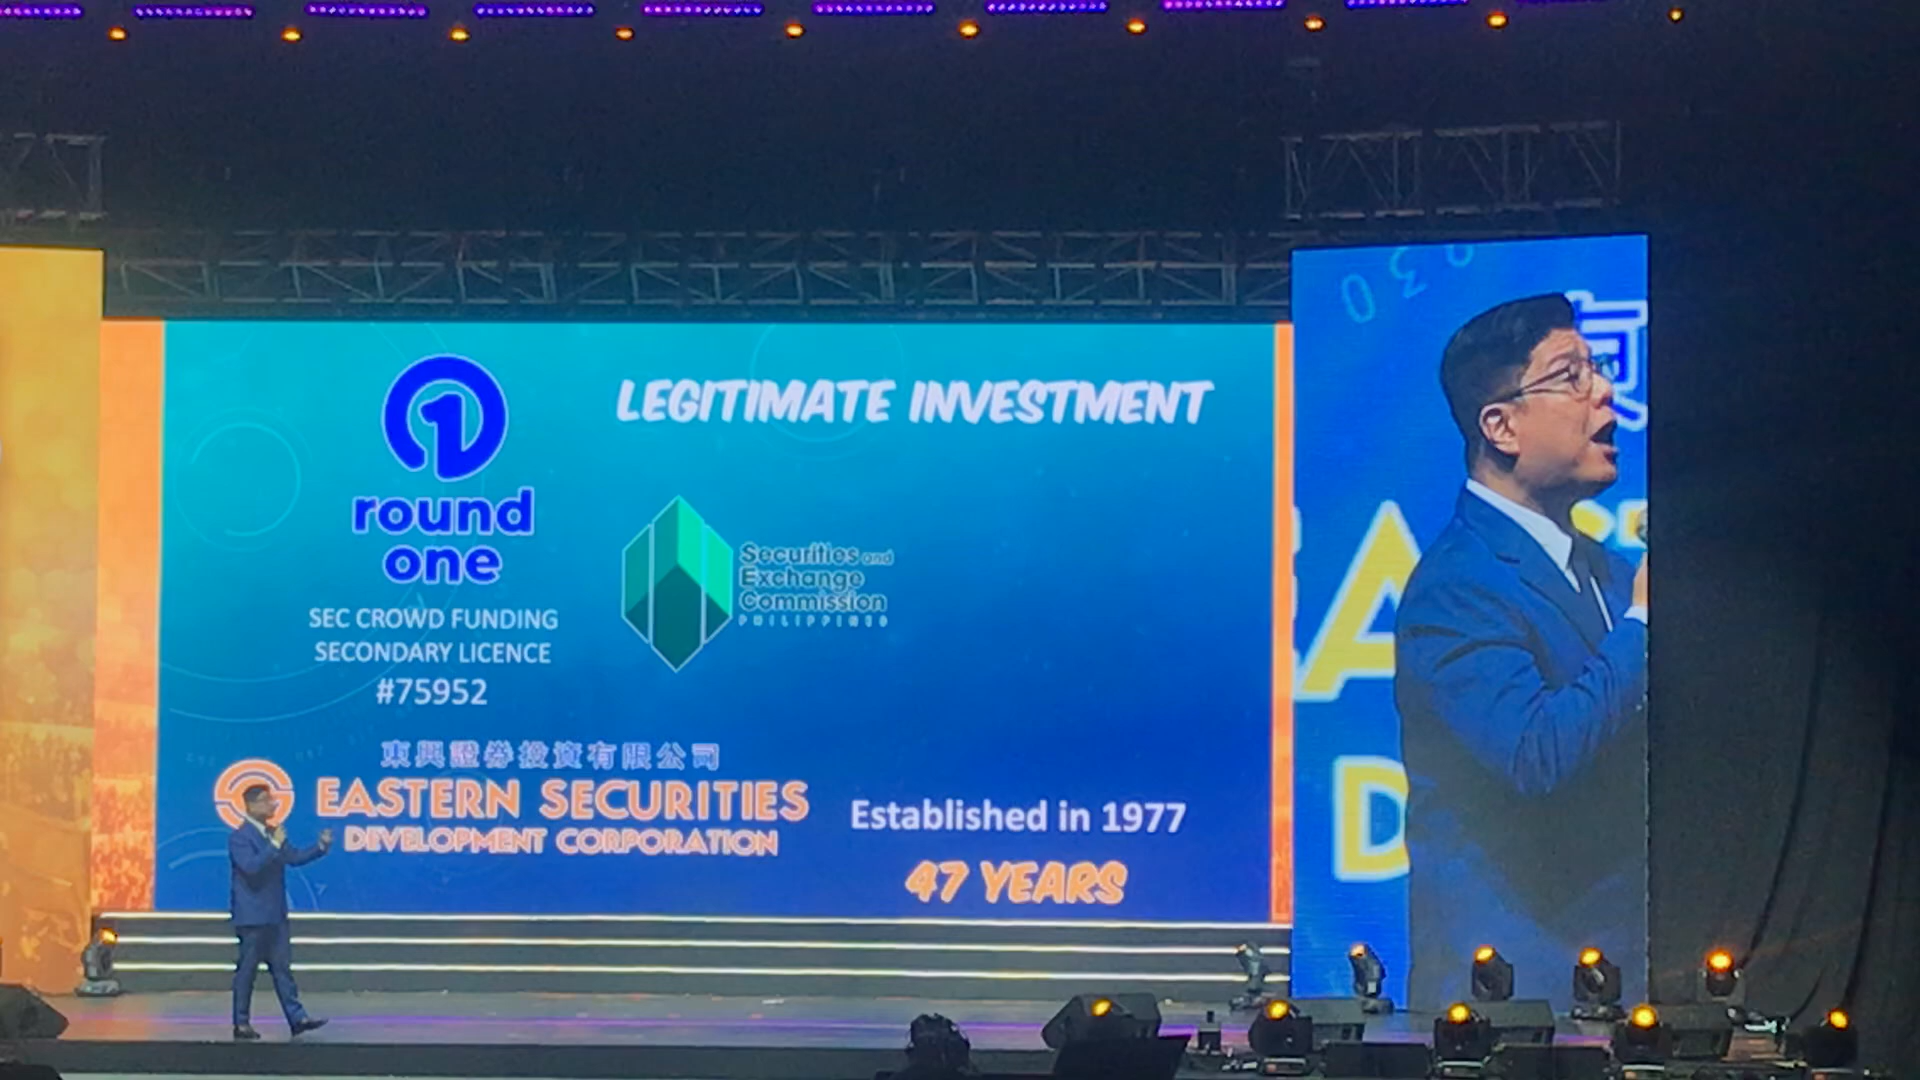 LEGITIMATE INVESTMENT
round
one
SEC CROWD FUNDING
SECONDARY LICENCE
#75952
Securities and
Exchange
Commission
PHILIPPINES
東興證券投資有限公司
EASTERN SECURITIES
DEVELOPMENT CORPORATION
Established in 1977
47 YEARS